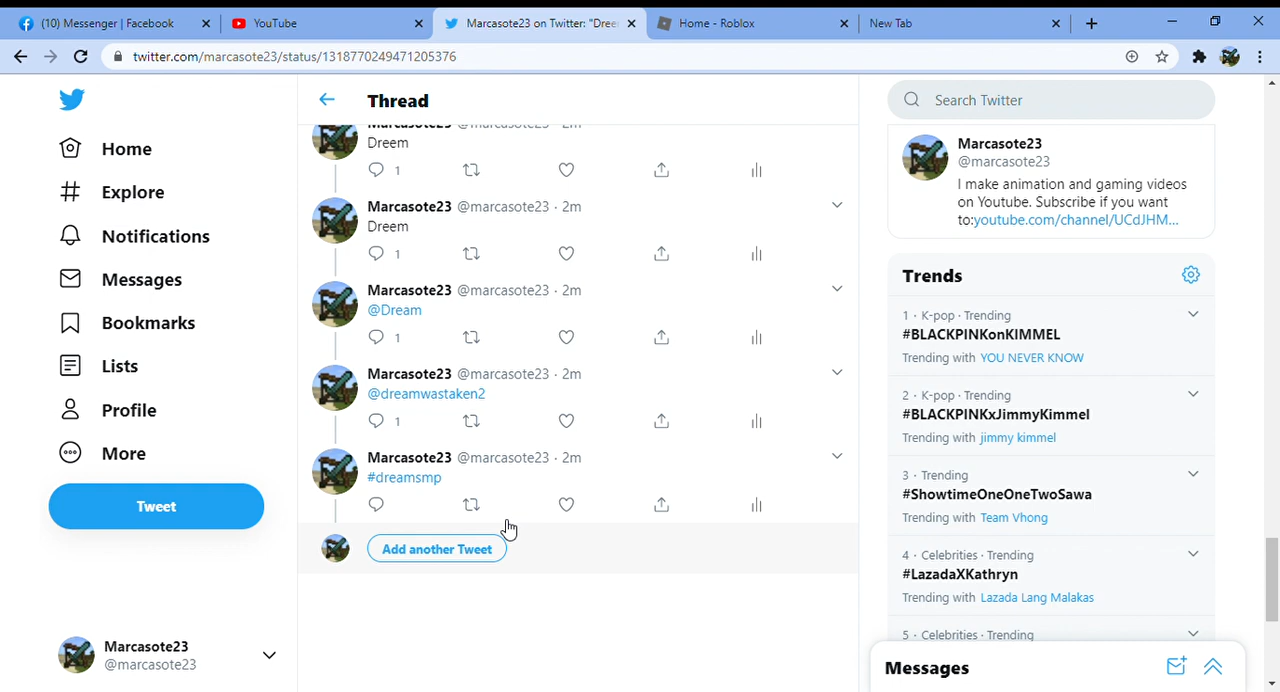 (10) Messenger | Facebook
YouTube
Marcasote23 on Twitter: "Dree
Home - Roblox
New Tab
twitter.com/marcasote23/status/1318770249471205376
Home
Explore
Notifications
Messages
Bookmarks
Lists
Profile
More
Tweet
Marcasote23
@marcasote23
Thread
Marcasote23 @marcasote23 · 2m
Dreem
1
Marcasote23 @marcasote23 · 2m
Dreem
1
Marcasote23 @marcasote23 · 2m
@Dream
1
Marcasote23 @marcasote23 · 2m
@dreamwastaken2
1
Marcasote23 @marcasote23 · 2m
#dreamsmp
Add another Tweet
Search Twitter
Marcasote23
@marcasote23
I make animation and gaming videos
on Youtube. Subscribe if you want
to:youtube.com/channel/UCdJHM...
Trends
1 · K-pop · Trending
#BLACKPINKonKIMMEL
Trending with YOU NEVER KNOW
2 · K-pop · Trending
#BLACKPINKxJimmyKimmel
Trending with jimmy kimmel
3 · Trending
#ShowtimeOneOneTwoSawa
Trending with Team Vhong
4 · Celebrities · Trending
#LazadaXKathryn
Trending with Lazada Lang Malakas
5 · Celebrities · Trending
Messages